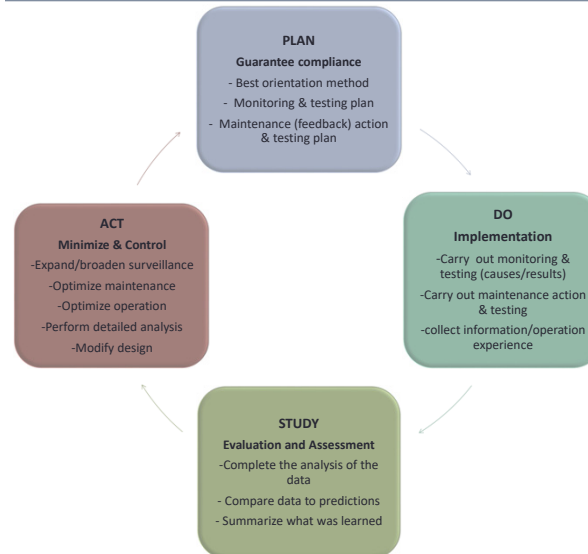 PLAN
Guarantee compliance
- Best orientation method
- Monitoring & testing plan
- Maintenance (feedback) action
& testing plan
DO
Implementation
-Carry out monitoring &
testing (causes/results)
-Carry out maintenance action
& testing
-collect information/operation
experience
STUDY
Evaluation and Assessment
-Complete the analysis of the
data
- Compare data to predictions
- Summarize what was learned
ACT
Minimize & Control
-Expand/broaden surveillance
-Optimize maintenance
-Optimize operation
-Perform detailed analysis
-Modify design